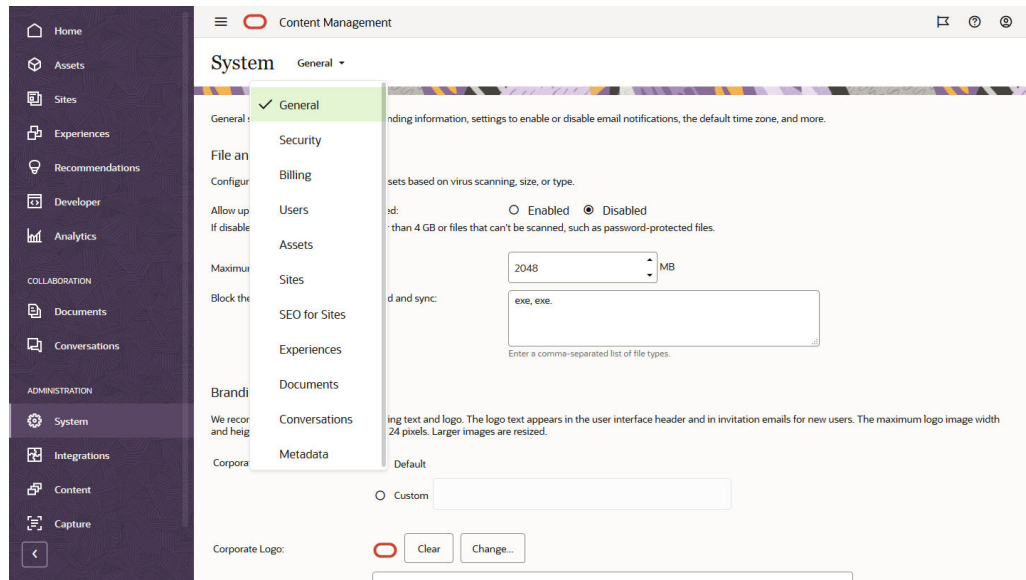 Home
Assets
Sites
Experiences
Recommendations
Developer
Analytics
COLLABORATION
Documents
Conversations
ADMINISTRATION
System
Integrations
Content
Capture
Content Management
System General
General
Security
Billing
Users
Assets
Sites
SEO for Sites
Experiences
Documents
Conversations
Metadata
General nding information, settings to enable or disable email notifications, the default time zone, and more.
File an
Configur sets based on virus scanning, size, or type.
Allow up ed: Enabled Disabled
If disable than 4 GB or files that can't be scanned, such as password-protected files.
Maximu 2048 MB
Block the d and sync: exe, exe.
Enter a comma-separated list of file types.
Brandi
We recor ing text and logo. The logo text appears in the user interface header and in invitation emails for new users. The maximum logo image width
and heig 24 pixels. Larger images are resized.
Corpora Default
Custom
Corporate Logo: Clear Change...